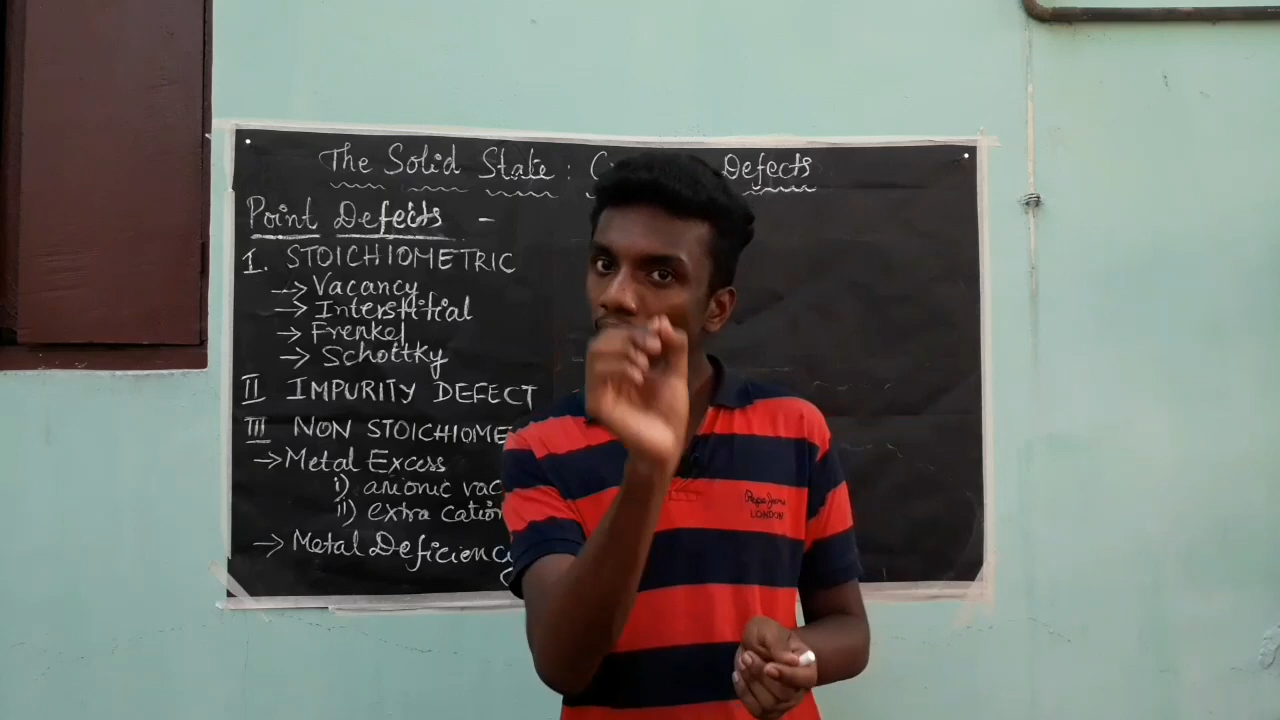 The Solid State : Defects
Point Defects -
I. STOICHIOMETRIC
→ Vacancy
→ Interstitial
→ Frenkel
→ Schottky
II IMPURITY DEFECT
III NON STOICHIOME
→ Metal Excess
i) anionic vac
ii) extra cation
→ Metal Deficiency
Pepe Jeans
LONDON